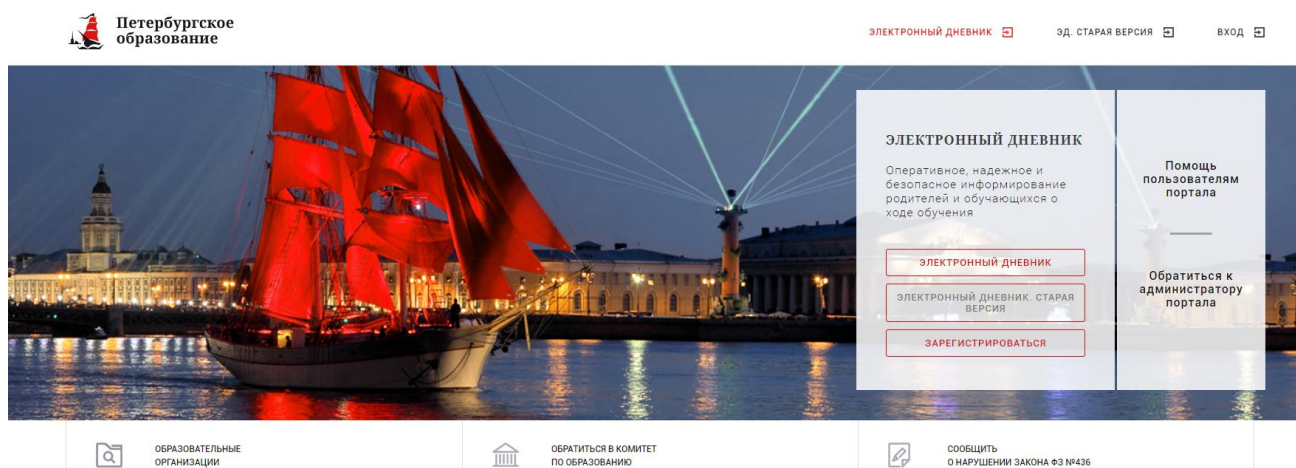 Петербургское
образование
ЭЛЕКТРОННЫЙ ДНЕВНИК
ЭД. СТАРАЯ ВЕРСИЯ
ВХОД
ЭЛЕКТРОННЫЙ ДНЕВНИК
Оперативное, надежное и
безопасное информирование
родителей и обучающихся о
ходе обучения
ЭЛЕКТРОННЫЙ ДНЕВНИК
ЭЛЕКТРОННЫЙ ДНЕВНИК. СТАРАЯ
ВЕРСИЯ
ЗАРЕГИСТРИРОВАТЬСЯ
Помощь
пользователям
портала
Обратиться к
администратору
портала
ОБРАЗОВАТЕЛЬНЫЕ
ОРГАНИЗАЦИИ
ОБРАТИТЬСЯ В КОМИТЕТ
ПО ОБРАЗОВАНИЮ
СООБЩИТЬ
О НАРУШЕНИИ ЗАКОНА ФЗ №436